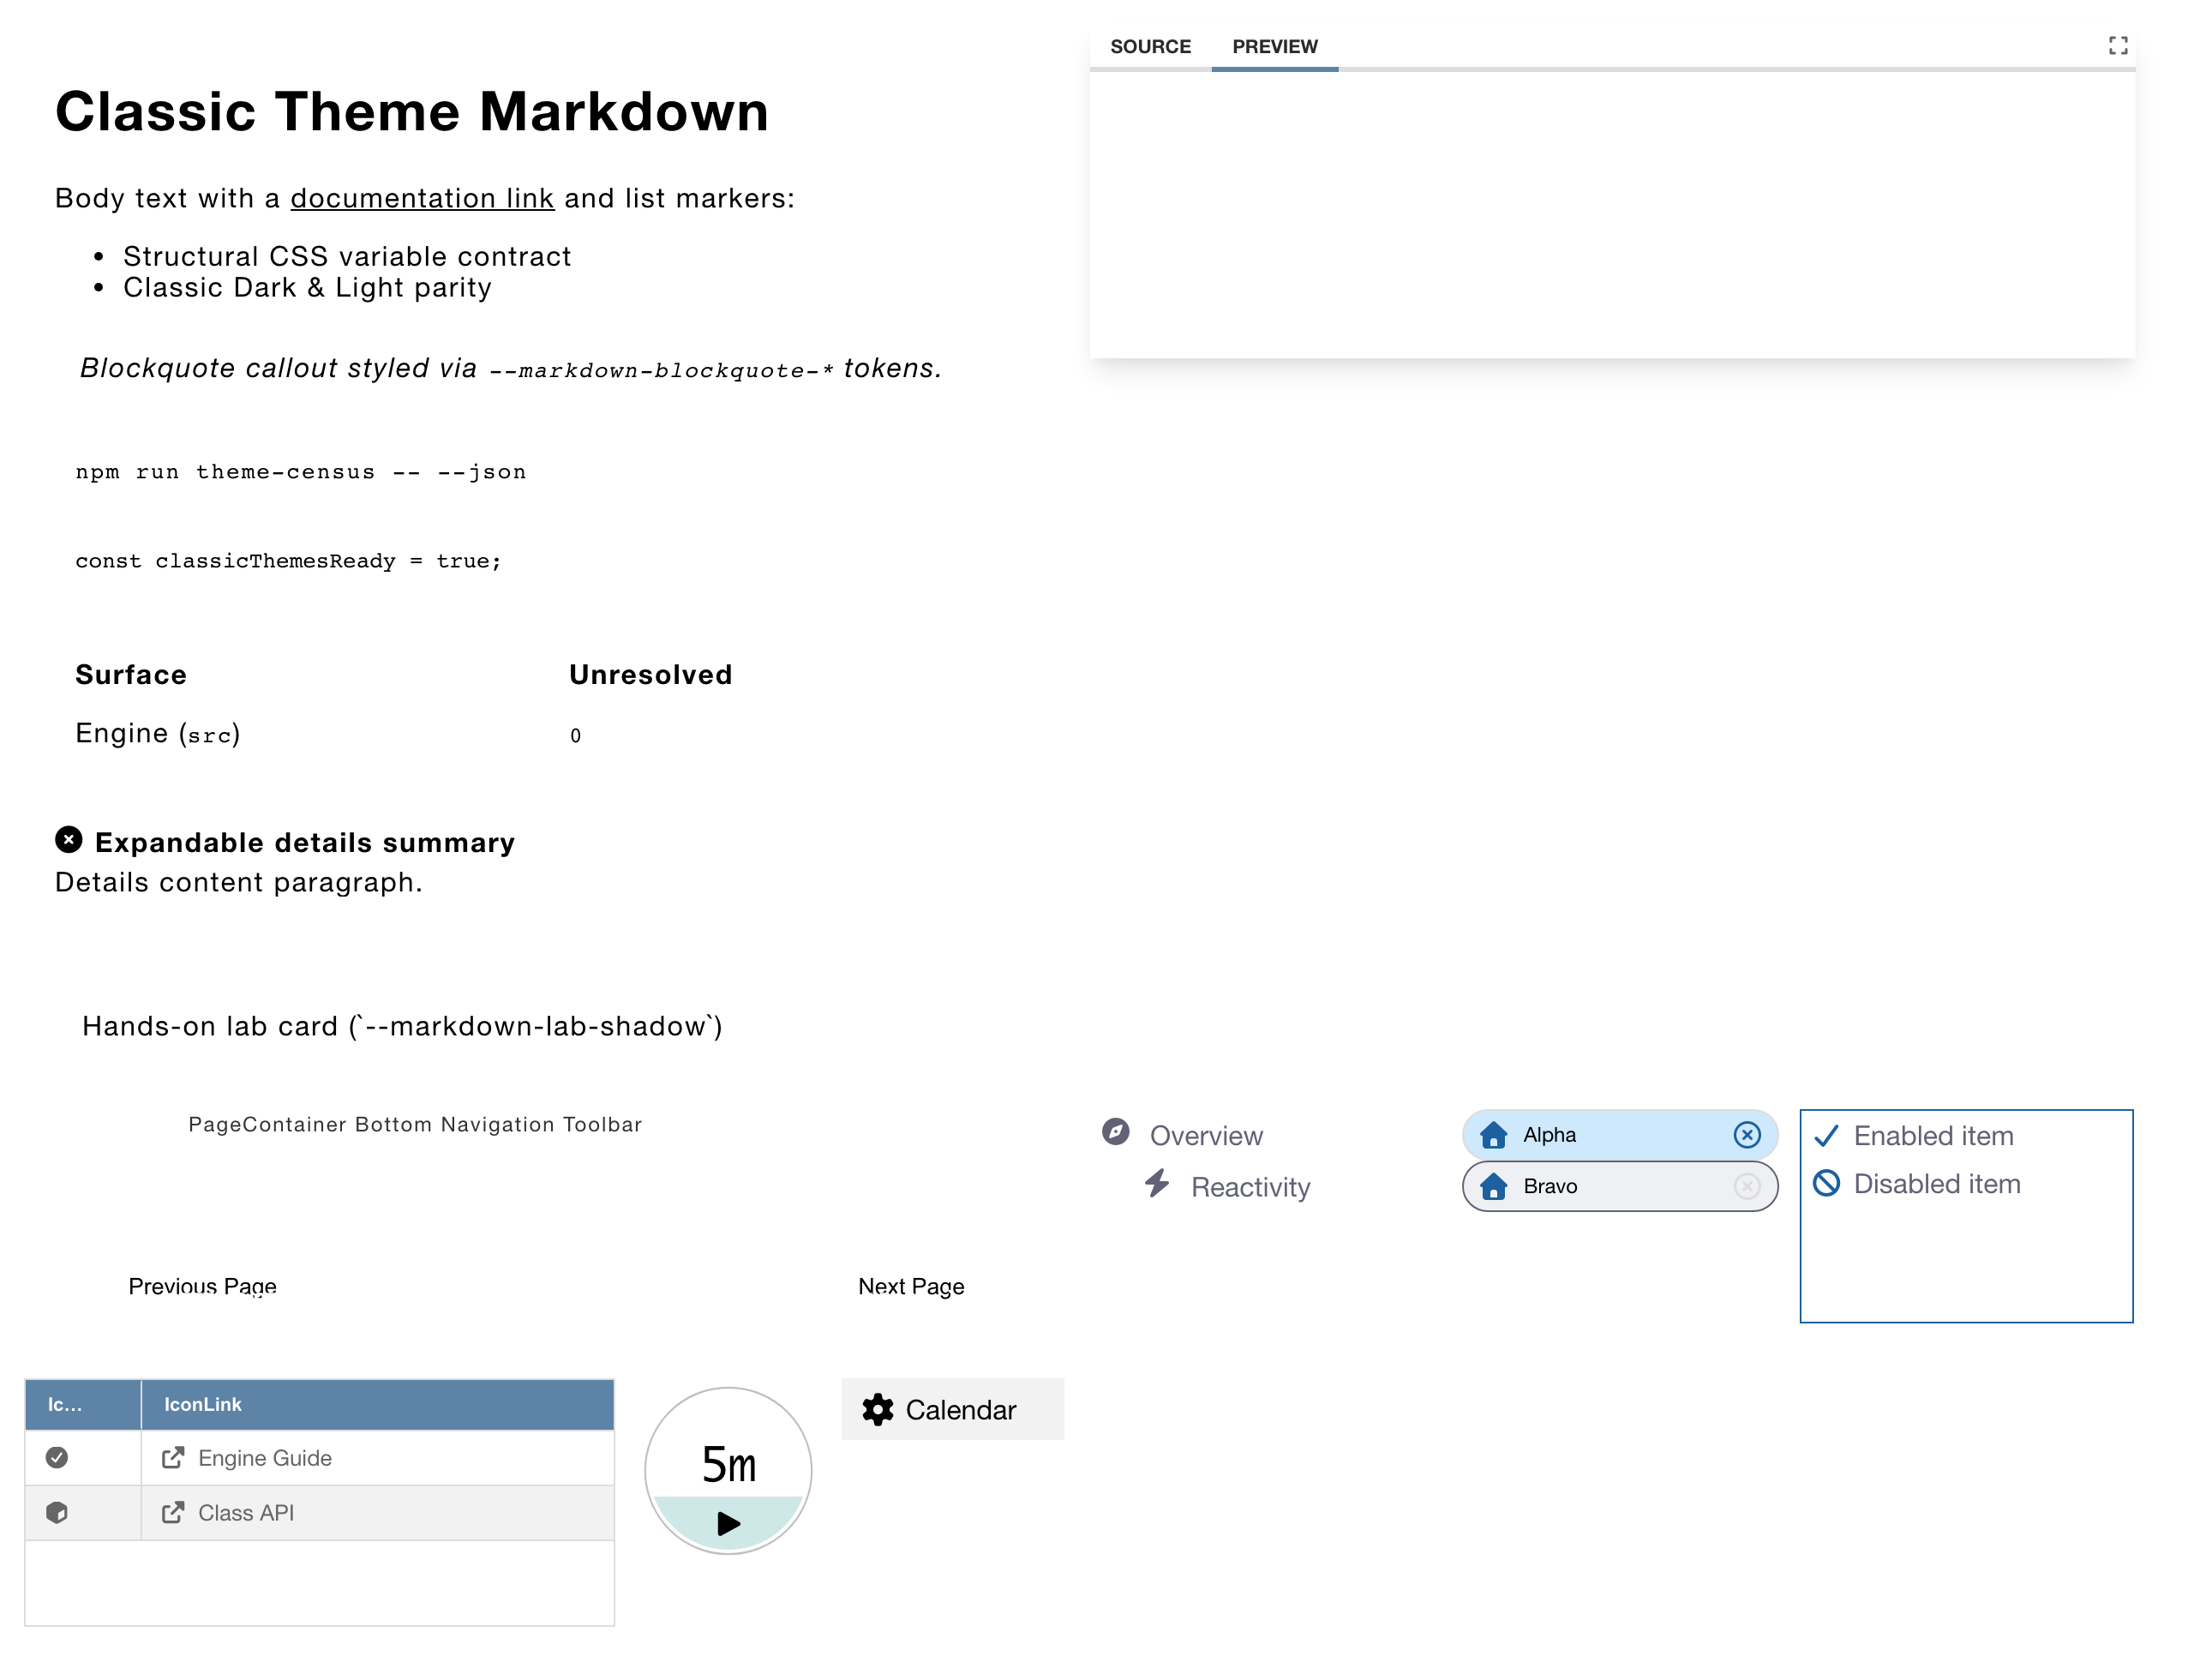 SOURCE PREVIEW
Classic Theme Markdown
Body text with a documentation link and list markers:
• Structural CSS variable contract
• Classic Dark & Light parity
Blockquote callout styled via --markdown-blockquote-* tokens.
npm run theme-census -- --json
const classicThemesReady = true;
Surface Unresolved
Engine (src) 0
Expandable details summary
Details content paragraph.
Hands-on lab card (`--markdown-lab-shadow`)
PageContainer Bottom Navigation Toolbar
Previous Page Next Page
Overview
Reactivity
Alpha
Bravo
Enabled item
Disabled item
Ic... IconLink
Engine Guide
Class API
5m
Calendar